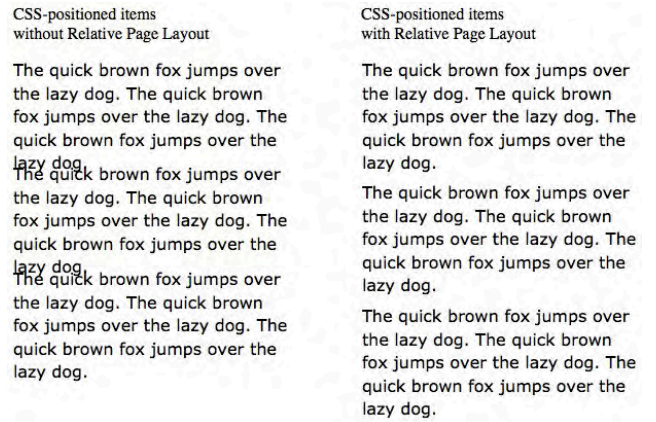 CSS-positioned items
without Relative Page Layout
The quick brown fox jumps over
the lazy dog. The quick brown
fox jumps over the lazy dog. The
quick brown fox jumps over the
lazy dog.
The quick brown fox jumps over
the lazy dog. The quick brown
fox jumps over the lazy dog. The
quick brown fox jumps over the
lazy dog.
The quick brown fox jumps over
the lazy dog. The quick brown
fox jumps over the lazy dog. The
quick brown fox jumps over the
lazy dog.
CSS-positioned items
with Relative Page Layout
The quick brown fox jumps over
the lazy dog. The quick brown
fox jumps over the lazy dog. The
quick brown fox jumps over the
lazy dog.
The quick brown fox jumps over
the lazy dog. The quick brown
fox jumps over the lazy dog. The
quick brown fox jumps over the
lazy dog.
The quick brown fox jumps over
the lazy dog. The quick brown
fox jumps over the lazy dog. The
quick brown fox jumps over the
lazy dog.